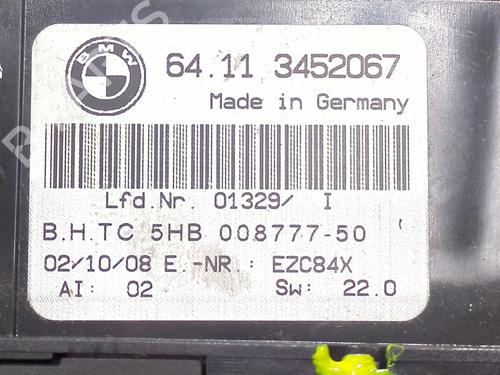 BMW
64.11 3452067
Made in Germany
Lfd.Nr. 01329/ I
B.H.TC 5HB 008777-50
02/10/08 E.-NR.: EZC84X
AI: 02 Sw: 22.0